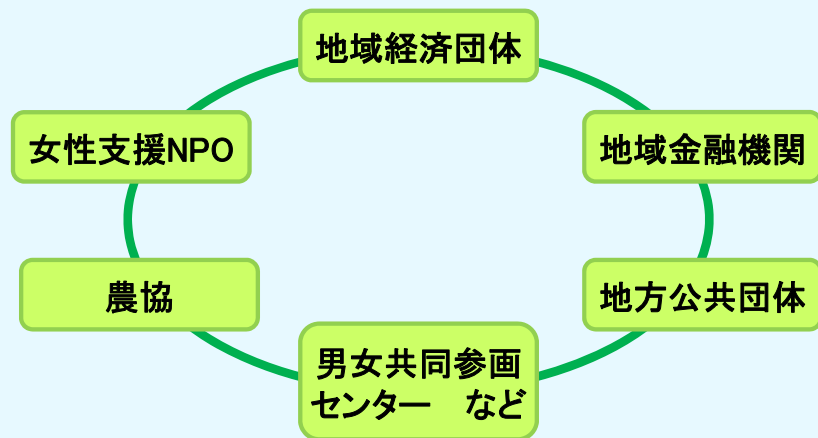 地域経済団体
女性支援NPO
地域金融機関
農協
地方公共団体
男女共同参画
センター　など